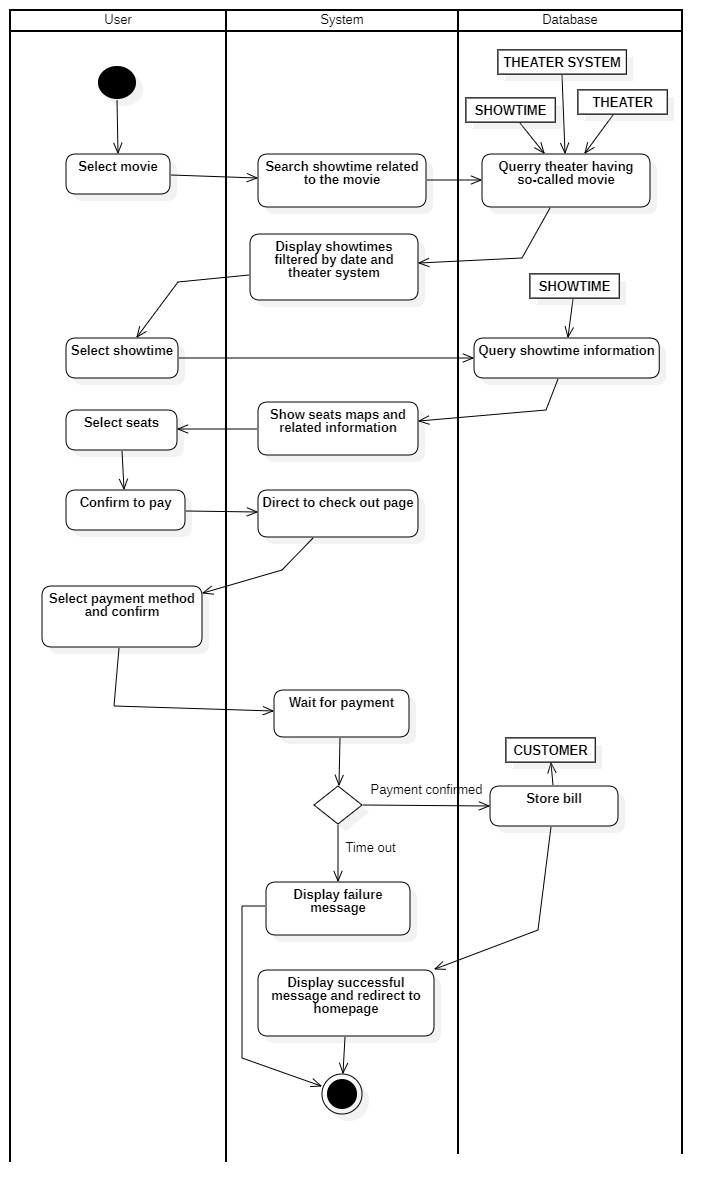 User
System
Database
THEATER SYSTEM
SHOWTIME
THEATER
Select movie
Search showtime related
to the movie
Querry theater having
so-called movie
Display showtimes
filtered by date and
theater system
SHOWTIME
Select showtime
Query showtime information
Select seats
Show seats maps and
related information
Confirm to pay
Direct to check out page
Select payment method
and confirm
Wait for payment
CUSTOMER
Payment confirmed
Store bill
Time out
Display failure
message
Display successful
message and redirect to
homepage